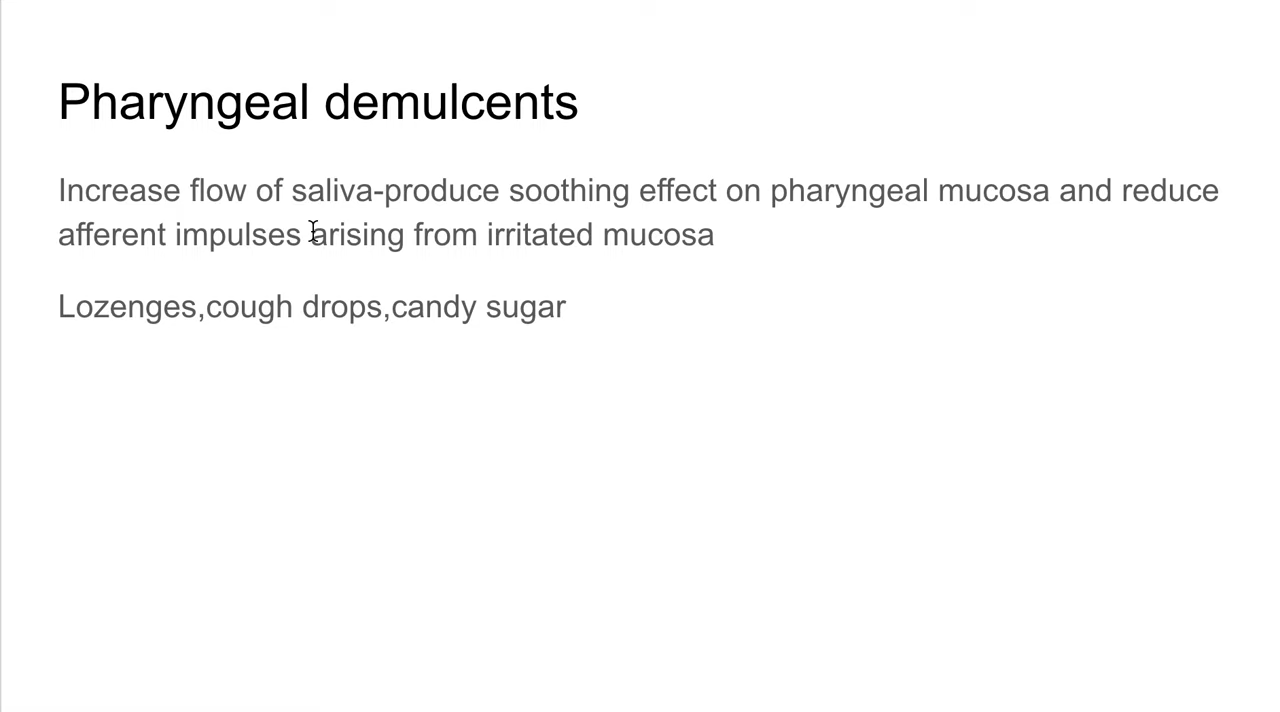 Pharyngeal demulcents
Increase flow of saliva-produce soothing effect on pharyngeal mucosa and reduce
afferent impulses arising from irritated mucosa
Lozenges,cough drops,candy sugar